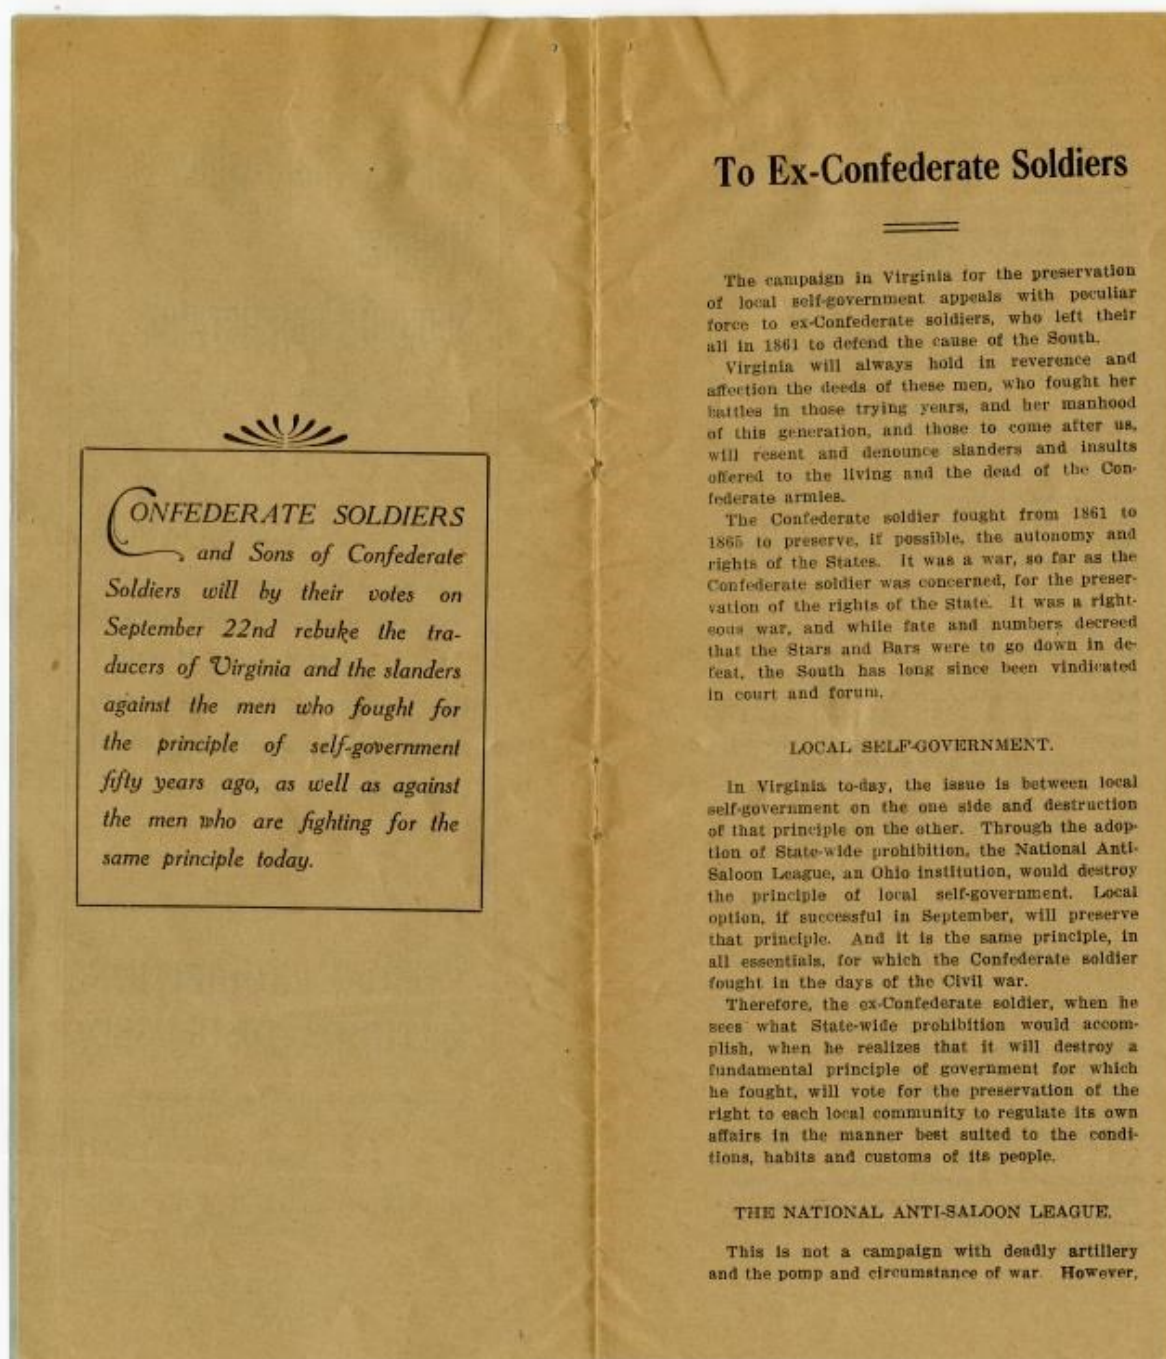 CONFEDERATE SOLDIERS
and Sons of Confederate
Soldiers will by their votes on
September 22nd rebuke the tra-
ducers of Virginia and the slanders
against the men who fought for
the principle of self-government
fifty years ago, as well as against
the men who are fighting for the
same principle today.
To Ex-Confederate Soldiers
The campaign in Virginia for the preservation
of local self-government appeals with peculiar
force to ex-Confederate soldiers, who left their
all in 1861 to defend the cause of the South.
Virginia will always hold in reverence and
affection the deeds of these men, who fought her
battles in those trying years, and her manhood
of this generation, and those to come after us,
will resent and denounce slanders and insults
offered to the living and the dead of the Con-
federate armies.
The Confederate soldier fought from 1861 to
1865 to preserve, if possible, the autonomy and
rights of the States. It was a war, so far as the
Confederate soldier was concerned, for the preser-
vation of the rights of the State. It was a right-
eous war, and while fate and numbers decreed
that the Stars and Bars were to go down in de-
feat, the South has long since been vindicated
in court and forum.
LOCAL SELF-GOVERNMENT.
In Virginia to-day, the issue is between local
self-government on the one side and destruction
of that principle on the other. Through the adop-
tion of State-wide prohibition, the National Anti-
Saloon League, an Ohio institution, would destroy
the principle of local self-government. Local
option, if successful in September, will preserve
that principle. And it is the same principle, in
all essentials, for which the Confederate soldier
fought in the days of the Civil war.
Therefore, the ex-Confederate soldier, when he
sees what State-wide prohibition would accom-
plish, when he realizes that it will destroy a
fundamental principle of government for which
he fought, will vote for the preservation of the
right to each local community to regulate its own
affairs in the manner best suited to the condi-
tions, habits and customs of its people.
THE NATIONAL ANTI-SALOON LEAGUE.
This is not a campaign with deadly artillery
and the pomp and circumstance of war. However,